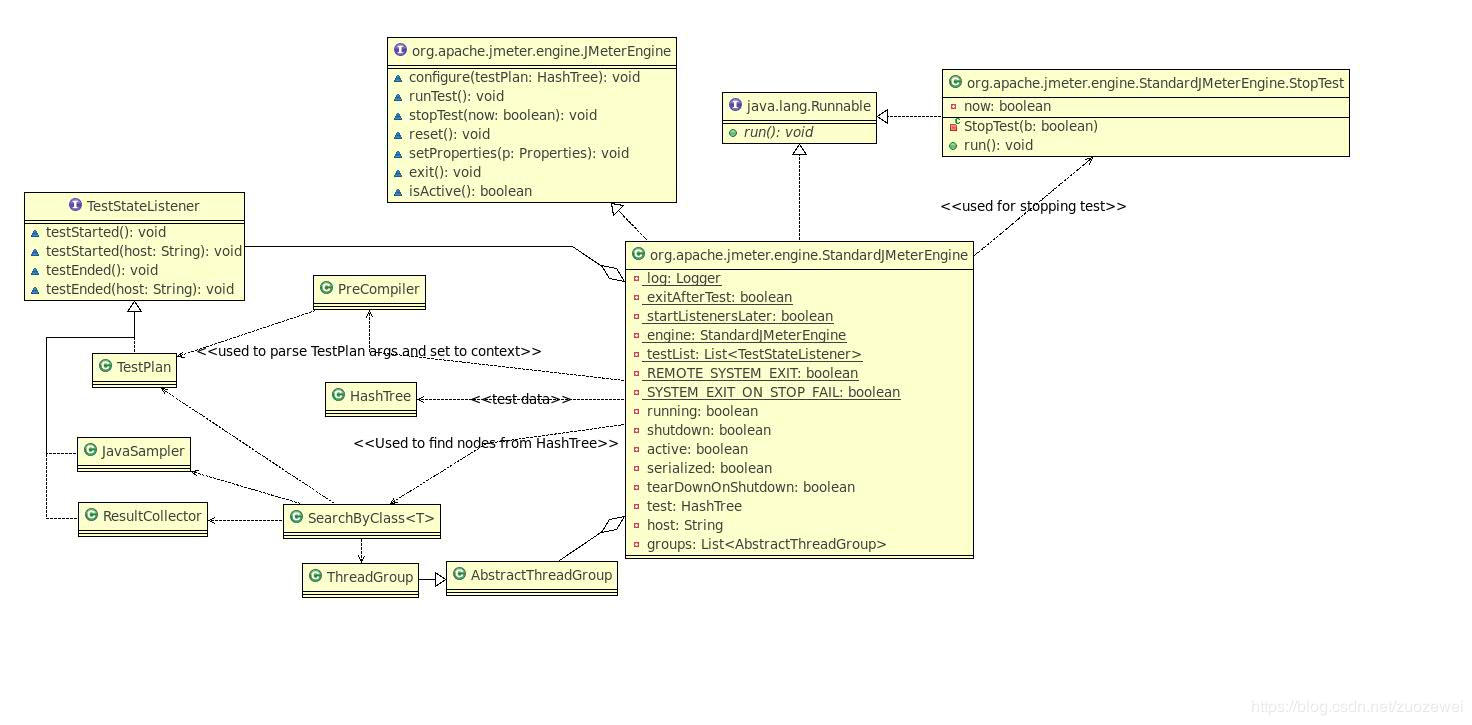 org.apache.jmeter.engine.JMeterEngine
configure(testPlan: HashTree): void
runTest(): void
stopTest(now: boolean): void
reset(): void
setProperties(p: Properties): void
exit(): void
isActive(): boolean
java.lang.Runnable
run(): void
org.apache.jmeter.engine.StandardJMeterEngine.StopTest
now: boolean
StopTest(b: boolean)
run(): void
<<used for stopping test>>
TestStateListener
testStarted(): void
testStarted(host: String): void
testEnded(): void
testEnded(host: String): void
org.apache.jmeter.engine.StandardJMeterEngine
log: Logger
exitAfterTest: boolean
startListenersLater: boolean
engine: StandardJMeterEngine
testList: List<TestStateListener>
REMOTE_SYSTEM_EXIT: boolean
SYSTEM_EXIT_ON_STOP_FAIL: boolean
running: boolean
shutdown: boolean
active: boolean
serialized: boolean
tearDownOnShutdown: boolean
test: HashTree
host: String
groups: List<AbstractThreadGroup>
PreCompiler
<<used to parse TestPlan args and set to context>>
TestPlan
HashTree
<<test data>>
<<Used to find nodes from HashTree>>
JavaSampler
ResultCollector
SearchByClass<T>
ThreadGroup
AbstractThreadGroup
https://blog.csdn.net/zuozewei